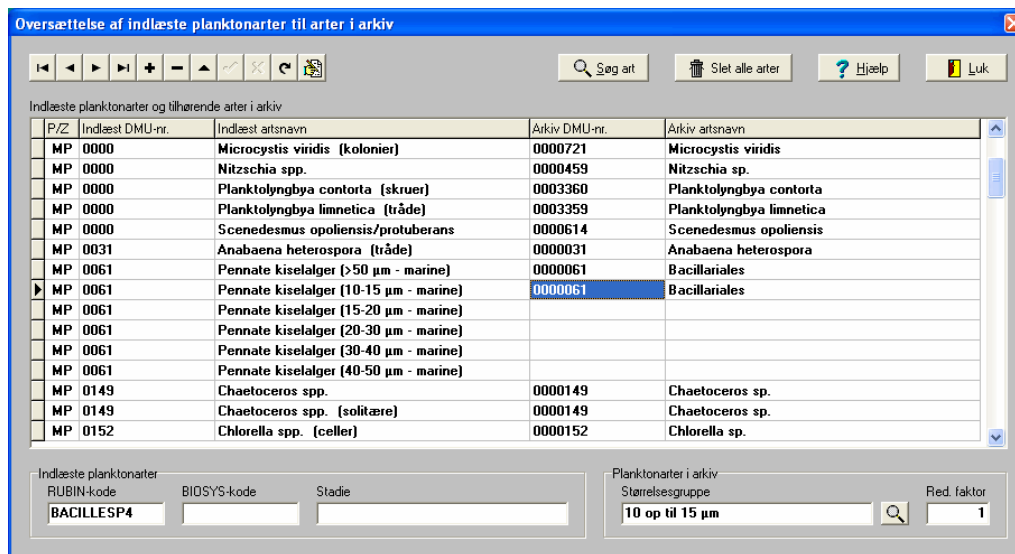 Oversættelse af indlæste planktonarter til arter i arkiv
Søg art Slet alle arter ? Hjælp Luk
Indlæste planktonarter og tilhørende arter i arkiv
P/Z Indlæst DMU-nr. Indlæst artsnavn Arkiv DMU-nr. Arkiv artsnavn
MP 0000 Microcystis viridis (kolonier) 0000721 Microcystis viridis
MP 0000 Nitzschia spp. 0000459 Nitzschia sp.
MP 0000 Planktolyngbya contorta (skruer) 0003360 Planktolyngbya contorta
MP 0000 Planktolyngbya limnetica (tråde) 0003359 Planktolyngbya limnetica
MP 0000 Scenedesmus opoliensis/protuberans 0000614 Scenedesmus opoliensis
MP 0031 Anabaena heterospora (tråde) 0000031 Anabaena heterospora
MP 0061 Pennate kiselalger (>50 µm - marine) 0000061 Bacillariales
MP 0061 Pennate kiselalger (10-15 µm - marine) 0000061 Bacillariales
MP 0061 Pennate kiselalger (15-20 µm - marine)
MP 0061 Pennate kiselalger (20-30 µm - marine)
MP 0061 Pennate kiselalger (30-40 µm - marine)
MP 0061 Pennate kiselalger (40-50 µm - marine)
MP 0149 Chaetoceros spp. 0000149 Chaetoceros sp.
MP 0149 Chaetoceros spp. (solitære) 0000149 Chaetoceros sp.
MP 0152 Chlorella spp. (celler) 0000152 Chlorella sp.
Indlæste planktonarter Planktonarter i arkiv
RUBIN-kode BIOSYS-kode Stadie Størrelsesgruppe Red. faktor
BACILLESP4 10 op til 15 µm 1